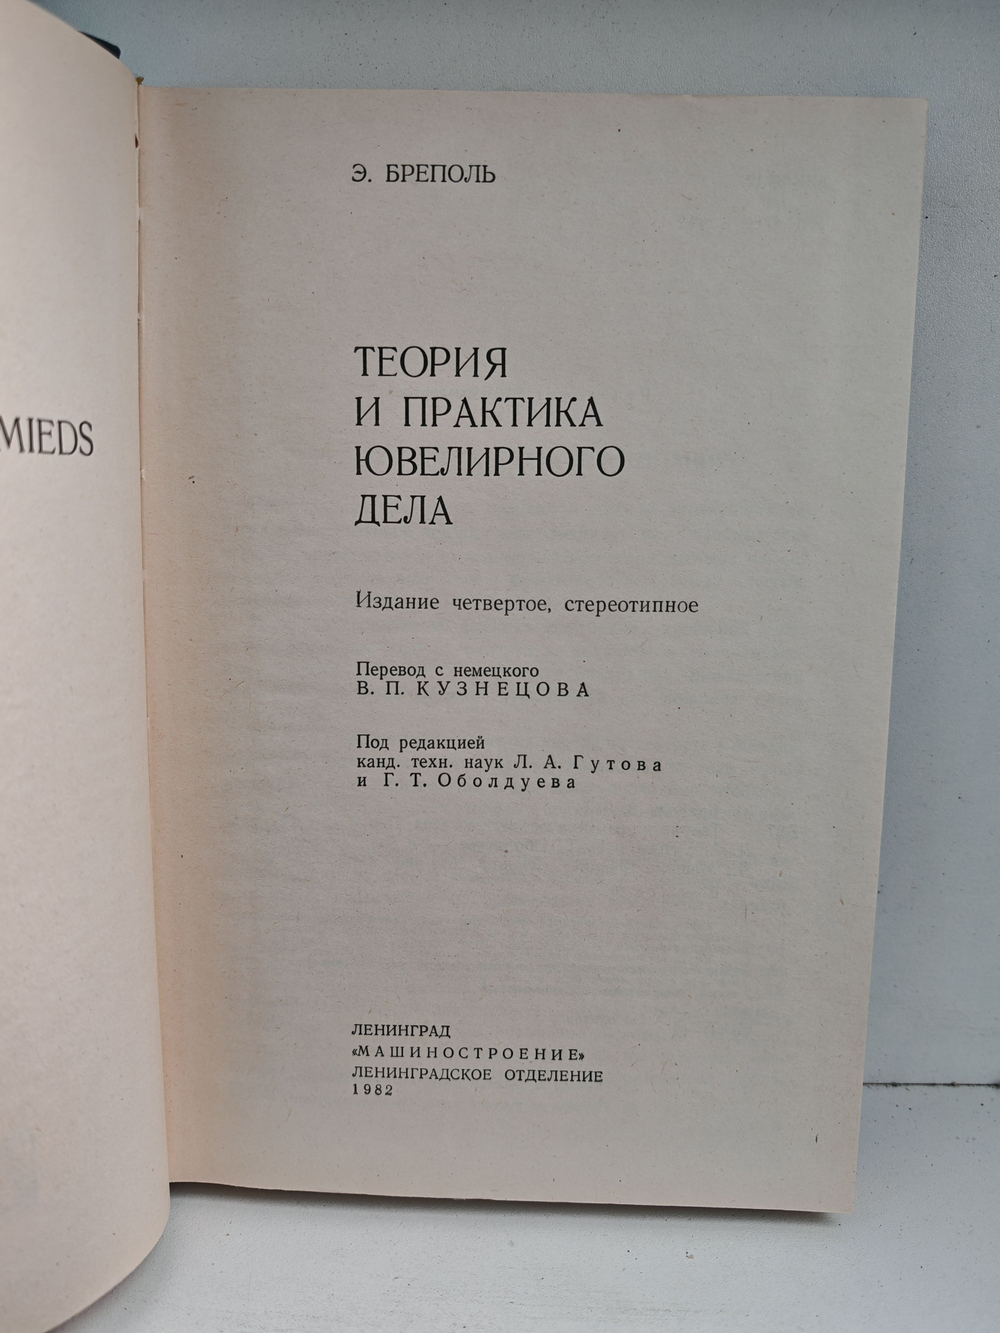 MIEDS
Э. БРЕПОЛЬ
ТЕОРИЯ
И ПРАКТИКА
ЮВЕЛИРНОГО
ДЕЛА
Издание четвертое, стереотипное
Перевод с немецкого
В. П. КУЗНЕЦОВА
Под редакцией
канд. техн. наук Л. А. Гутова
и Г. Т. Оболдуева
ЛЕНИНГРАД
«МАШИНОСТРОЕНИЕ»
ЛЕНИНГРАДСКОЕ ОТДЕЛЕНИЕ
1982